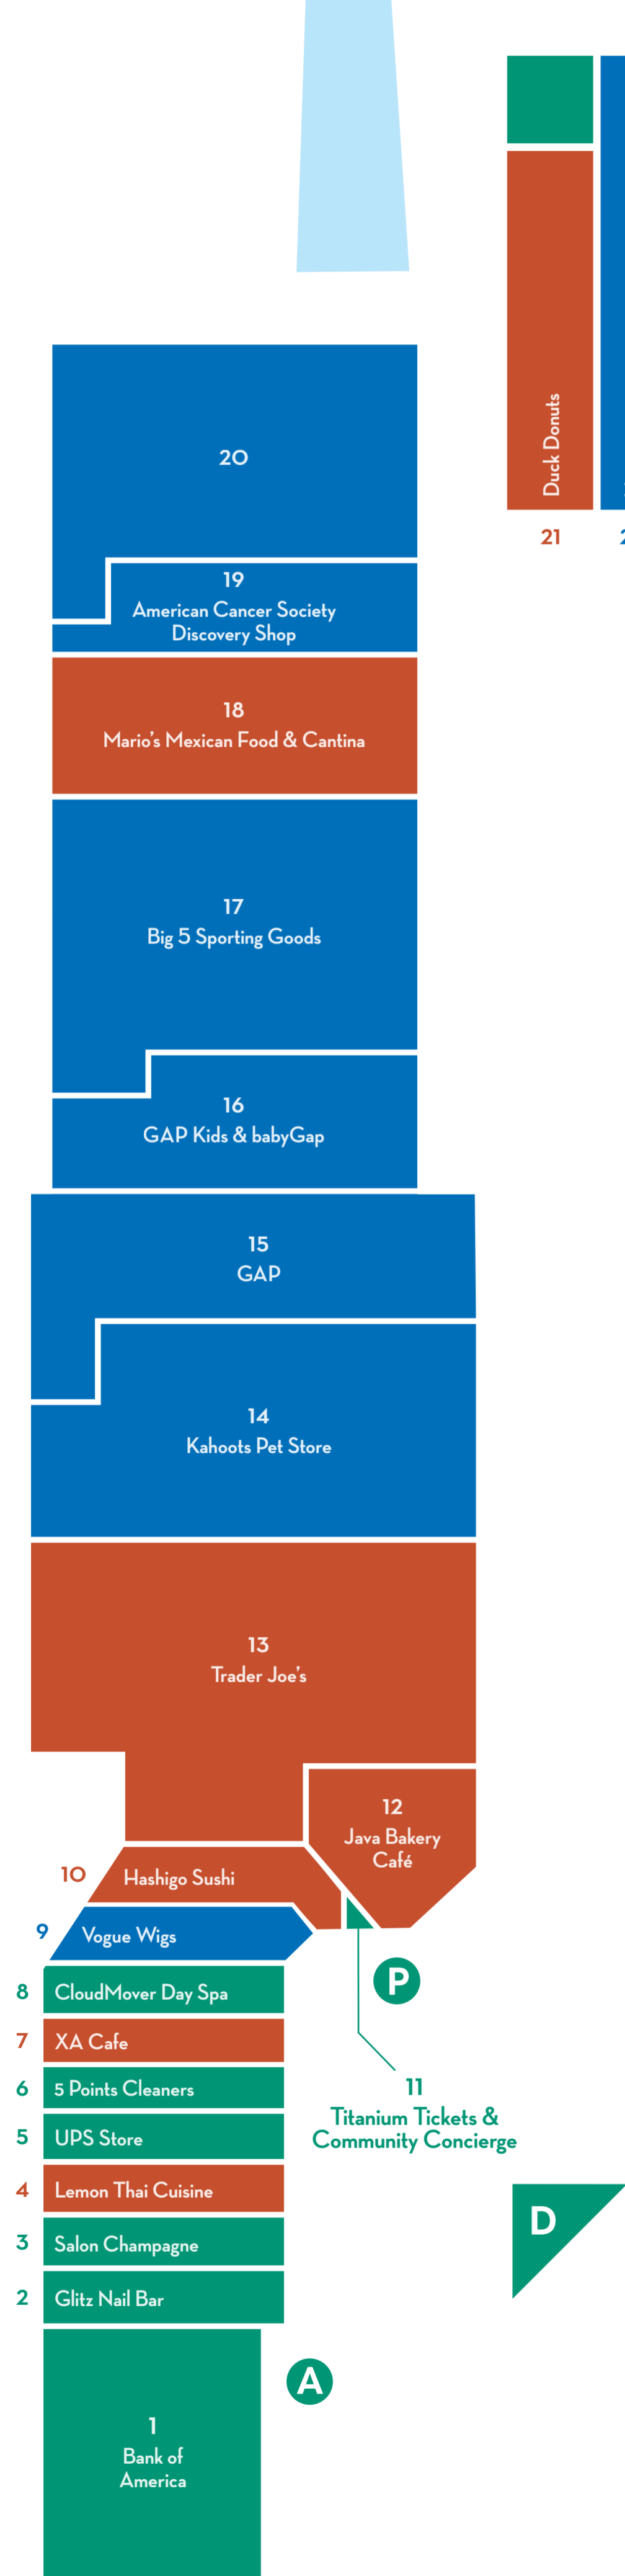 Duck Donuts
21
20
19
American Cancer Society
Discovery Shop
18
Mario's Mexican Food & Cantina
17
Big 5 Sporting Goods
16
GAP Kids & babyGap
15
GAP
14
Kahoots Pet Store
13
Trader Joe's
12
Java Bakery
Café
10 Hashigo Sushi
9 Vogue Wigs
P
8 CloudMover Day Spa
7 XA Cafe
6 5 Points Cleaners
11
Titanium Tickets &
Community Concierge
5 UPS Store
4 Lemon Thai Cuisine
D
3 Salon Champagne
2 Glitz Nail Bar
A
1
Bank of
America